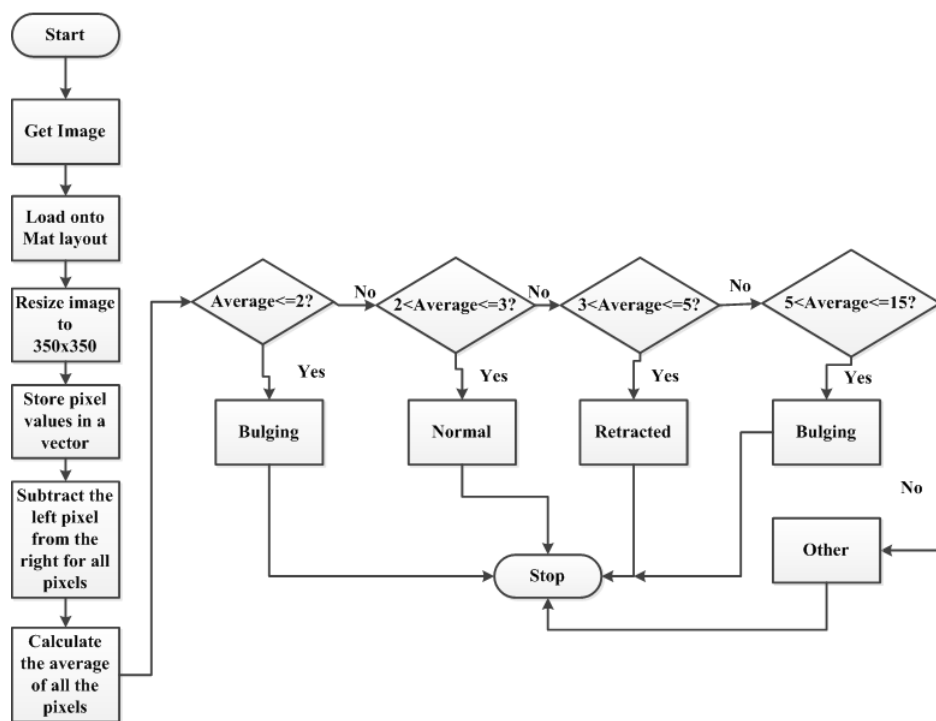 Start
Get Image
Load onto
Mat layout
Resize image
to
350x350
Store pixel
values in a
vector
Subtract the
left pixel
from the
right for all
pixels
Calculate
the average
of all the
pixels
Average<=2?
No
2<Average<=3?
No
3<Average<=5?
No
5<Average<=15?
Yes
Yes
Yes
Yes
Bulging
Normal
Retracted
Bulging
No
Other
Stop